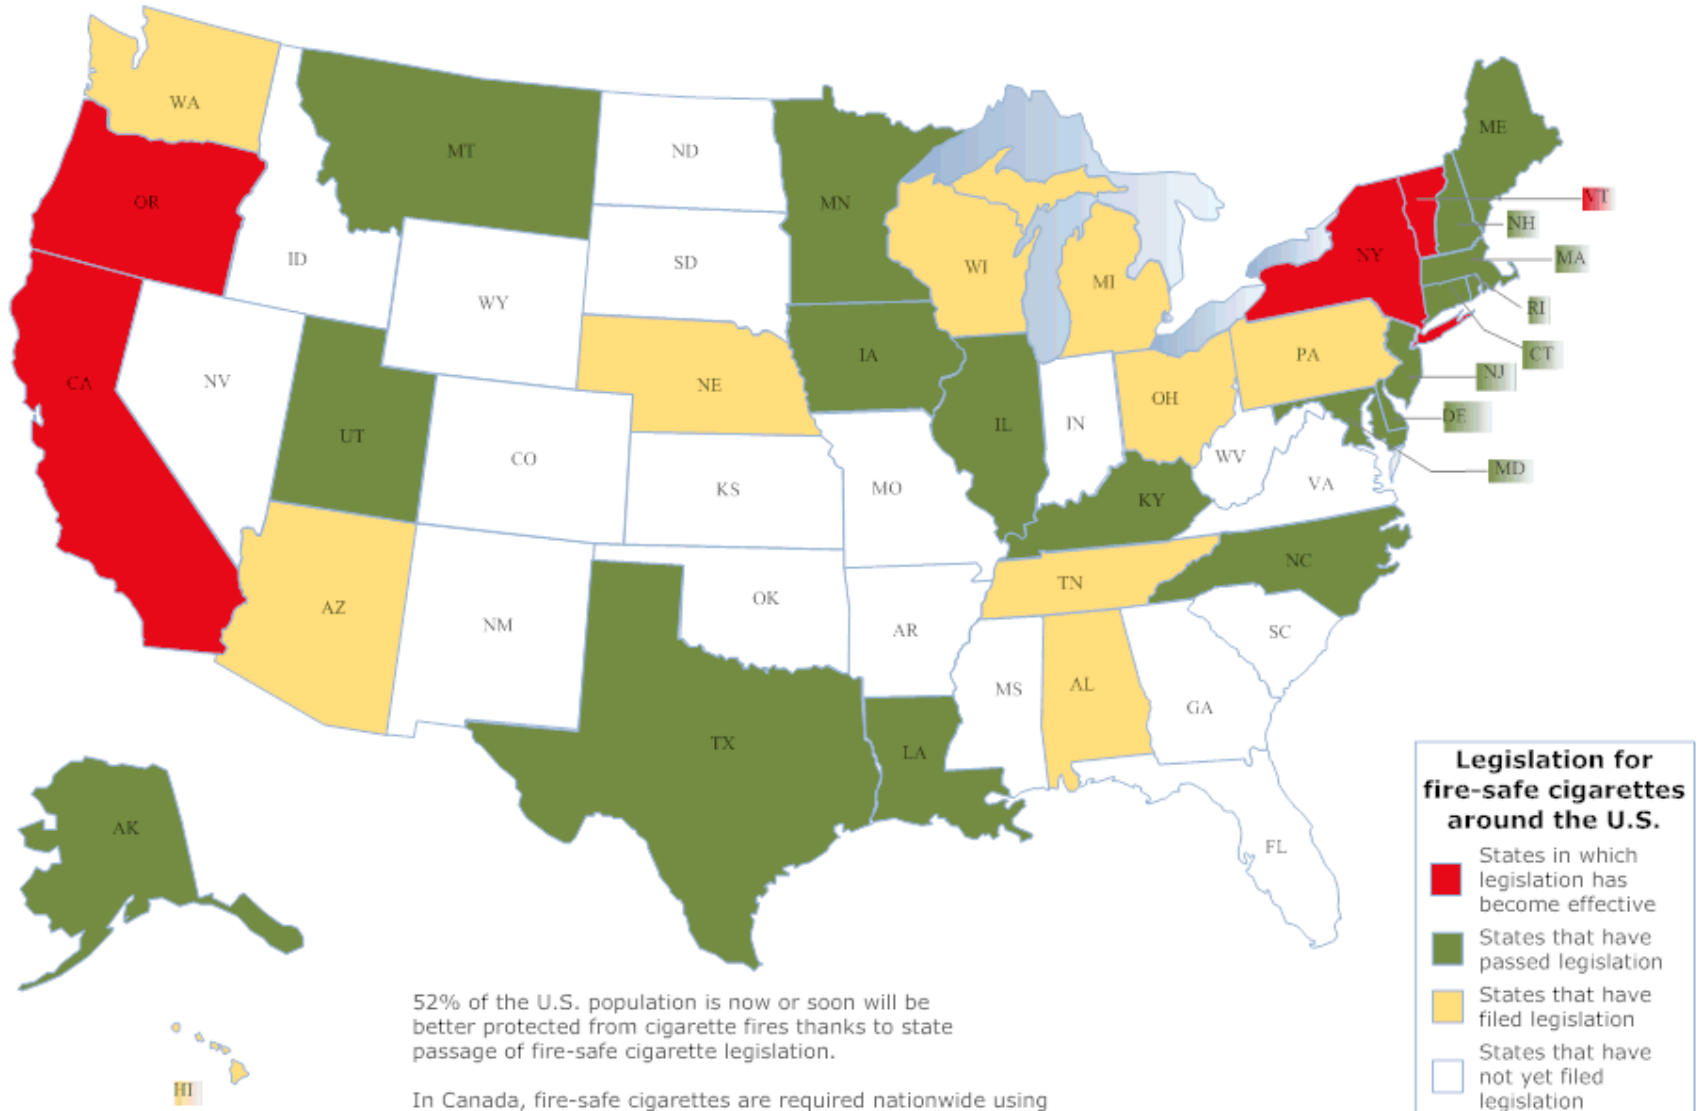 WA
MT
ND
ME
OR
MN
VT
NH
ID
SD
WI
NY
MA
MI
WY
RI
IA
PA
CT
CA
NV
NE
NJ
OH
UT
IL
IN
DE
CO
WV
MD
KS
MO
VA
KY
NC
TN
AZ
OK
NM
AR
SC
MS
AL
GA
TX
LA
AK
FL
HI
Legislation for
fire-safe cigarettes
around the U.S.
States in which
legislation has
become effective
States that have
passed legislation
States that have
filed legislation
States that have
not yet filed
legislation
52% of the U.S. population is now or soon will be
better protected from cigarette fires thanks to state
passage of fire-safe cigarette legislation.
In Canada, fire-safe cigarettes are required nationwide using